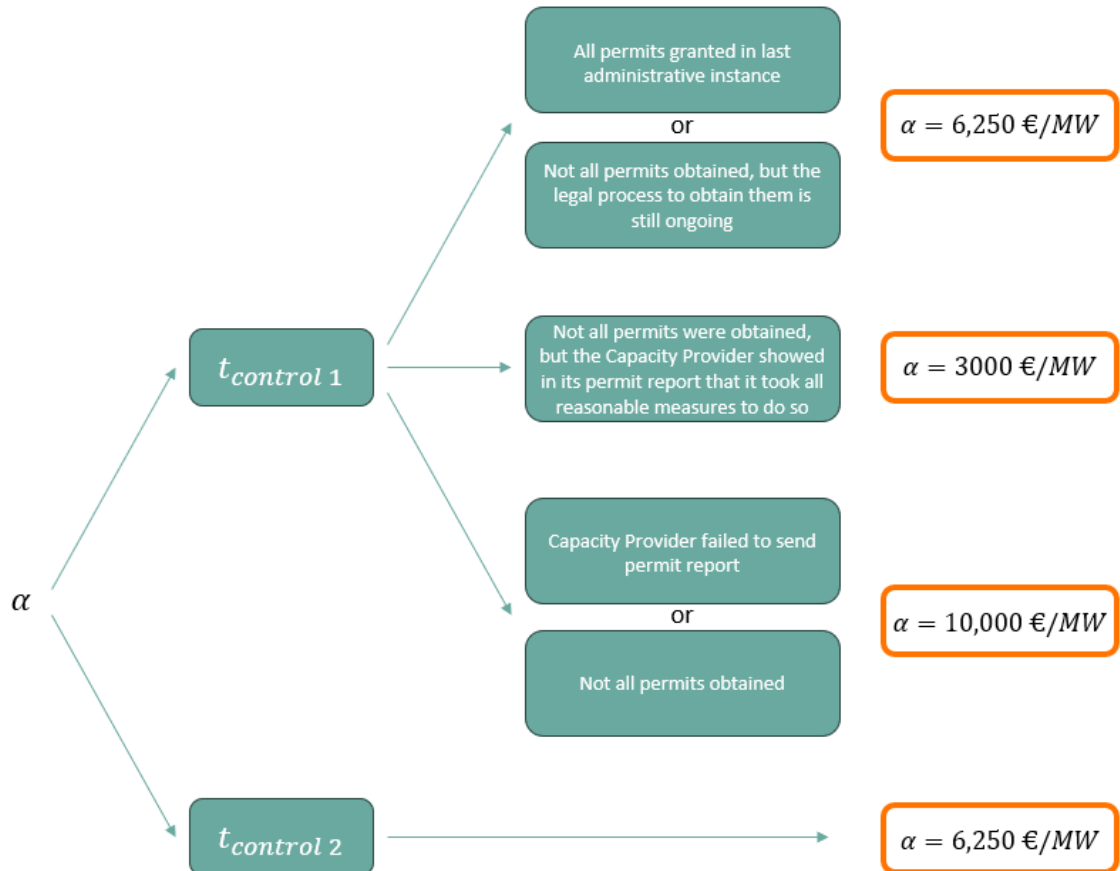 All permits granted in last
administrative instance
or
Not all permits obtained, but the
legal process to obtain them is
still ongoing
α = 6,250 €/MW
t_control 1
Not all permits were obtained,
but the Capacity Provider showed
in its permit report that it took all
reasonable measures to do so
α = 3000 €/MW
Capacity Provider failed to send
permit report
or
Not all permits obtained
α = 10,000 €/MW
α
t_control 2
α = 6,250 €/MW